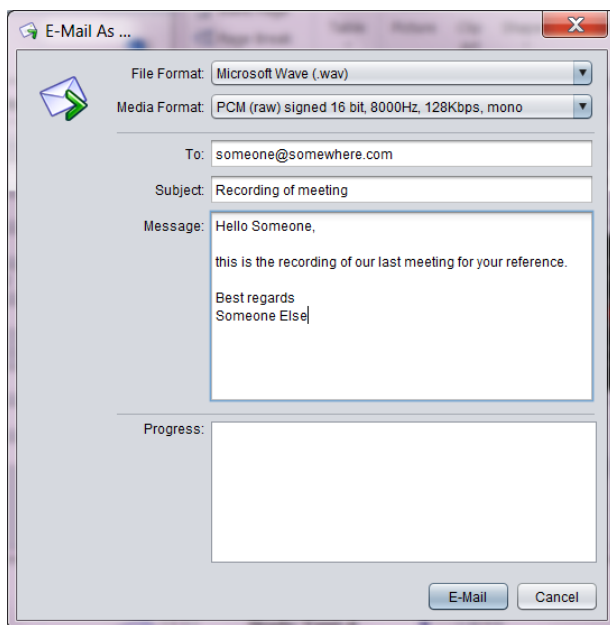 E-Mail As ...
File Format: Microsoft Wave (.wav)
Media Format: PCM (raw) signed 16 bit, 8000Hz, 128Kbps, mono
To: someone@somewhere.com
Subject: Recording of meeting
Message: Hello Someone,
this is the recording of our last meeting for your reference.
Best regards
Someone Else
Progress:
E-Mail Cancel